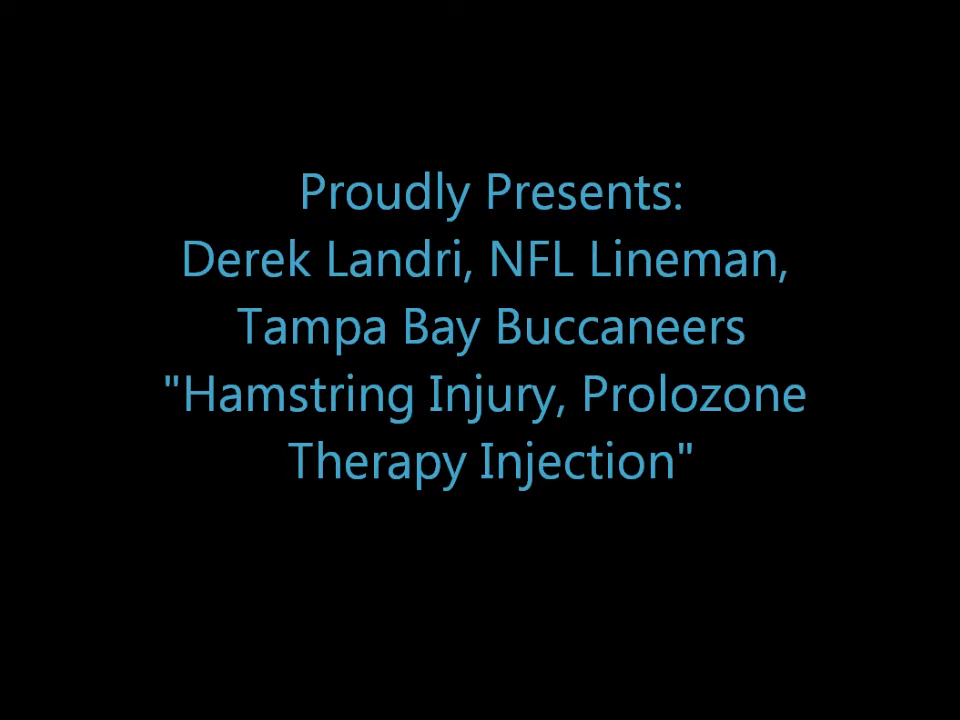 Proudly Presents:
Derek Landri, NFL Lineman,
Tampa Bay Buccaneers
"Hamstring Injury, Prolozone
Therapy Injection"